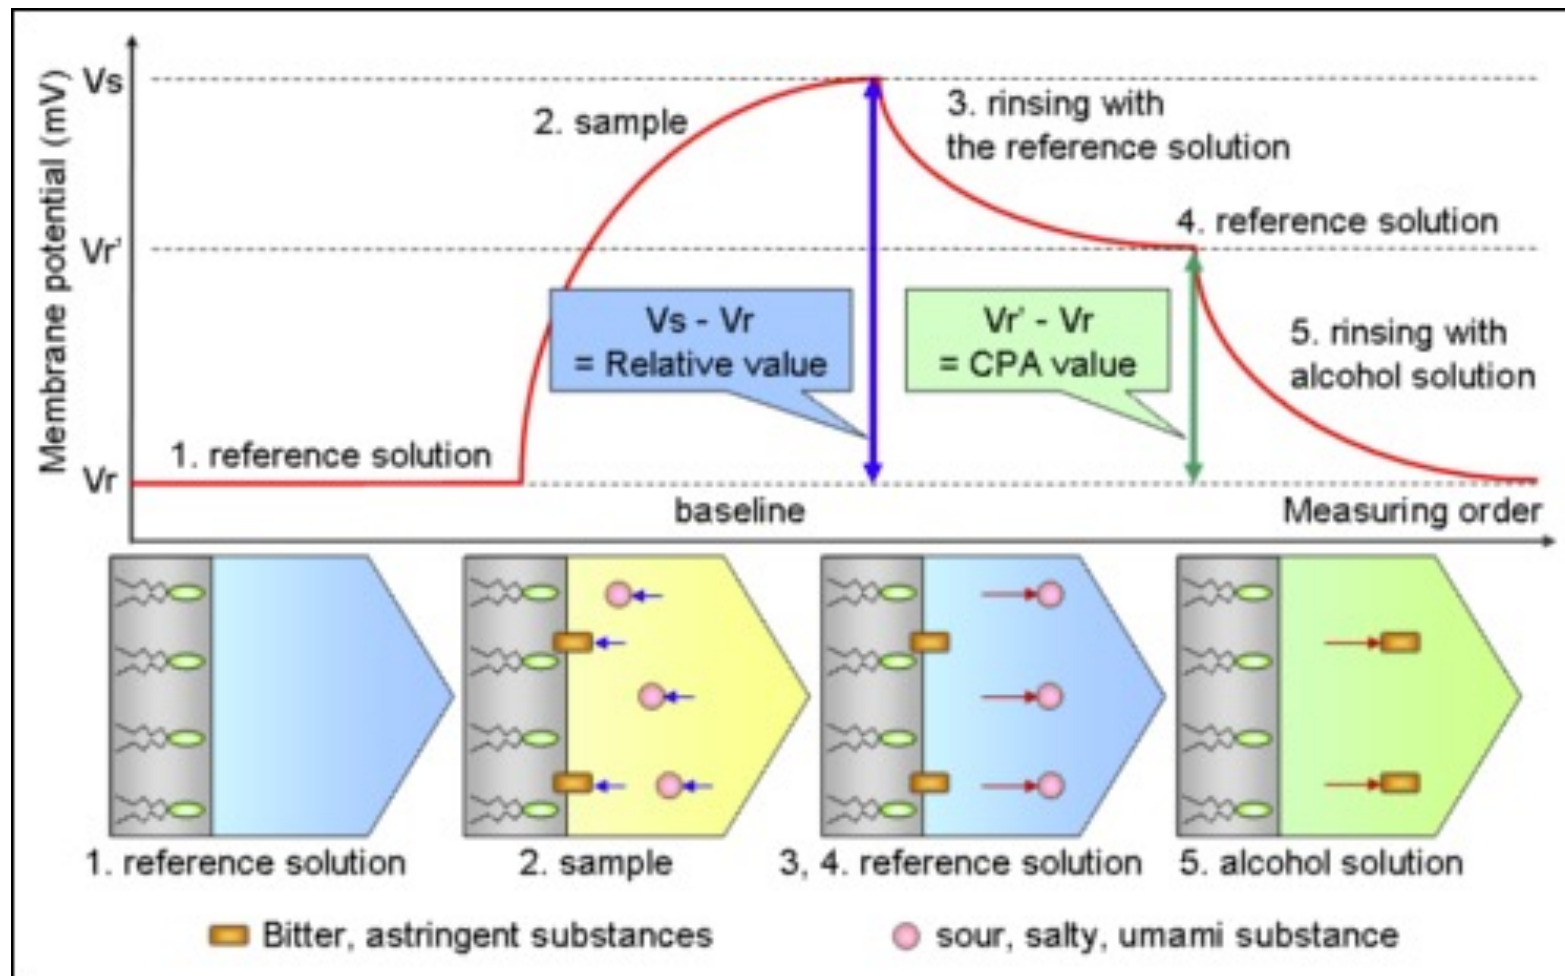 Membrane potential (mV)
Vs
2. sample
3. rinsing with
the reference solution
4. reference solution
Vr'
Vs - Vr
= Relative value
Vr' - Vr
= CPA value
5. rinsing with
alcohol solution
1. reference solution
Vr
baseline
Measuring order
1. reference solution
2. sample
3, 4. reference solution
5. alcohol solution
Bitter, astringent substances
sour, salty, umami substance